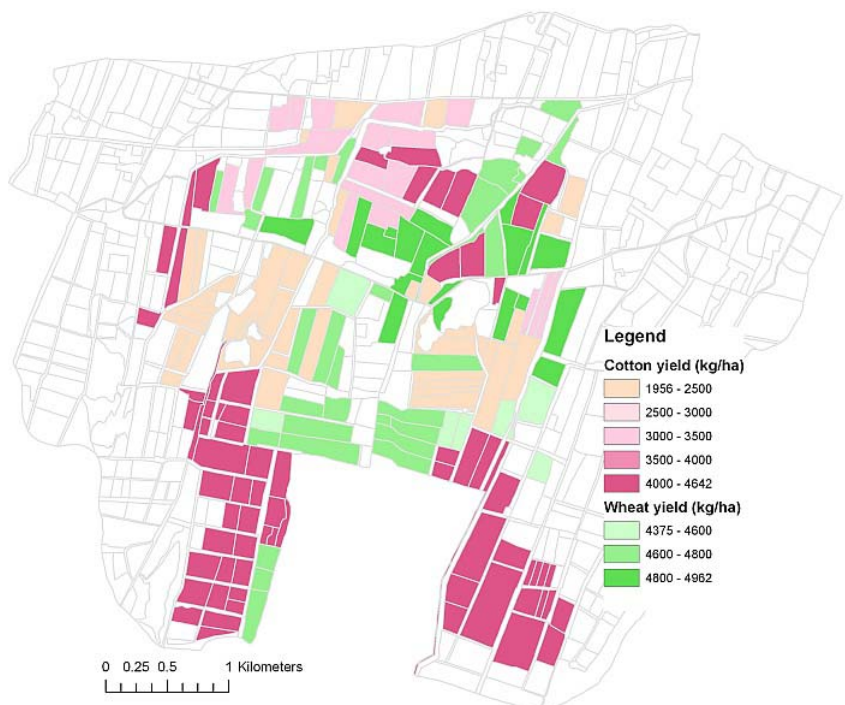 Legend
Cotton yield (kg/ha)
1956 - 2500
2500 - 3000
3000 - 3500
3500 - 4000
4000 - 4642
Wheat yield (kg/ha)
4375 - 4600
4600 - 4800
4800 - 4962
0 0.25 0.5 1 Kilometers